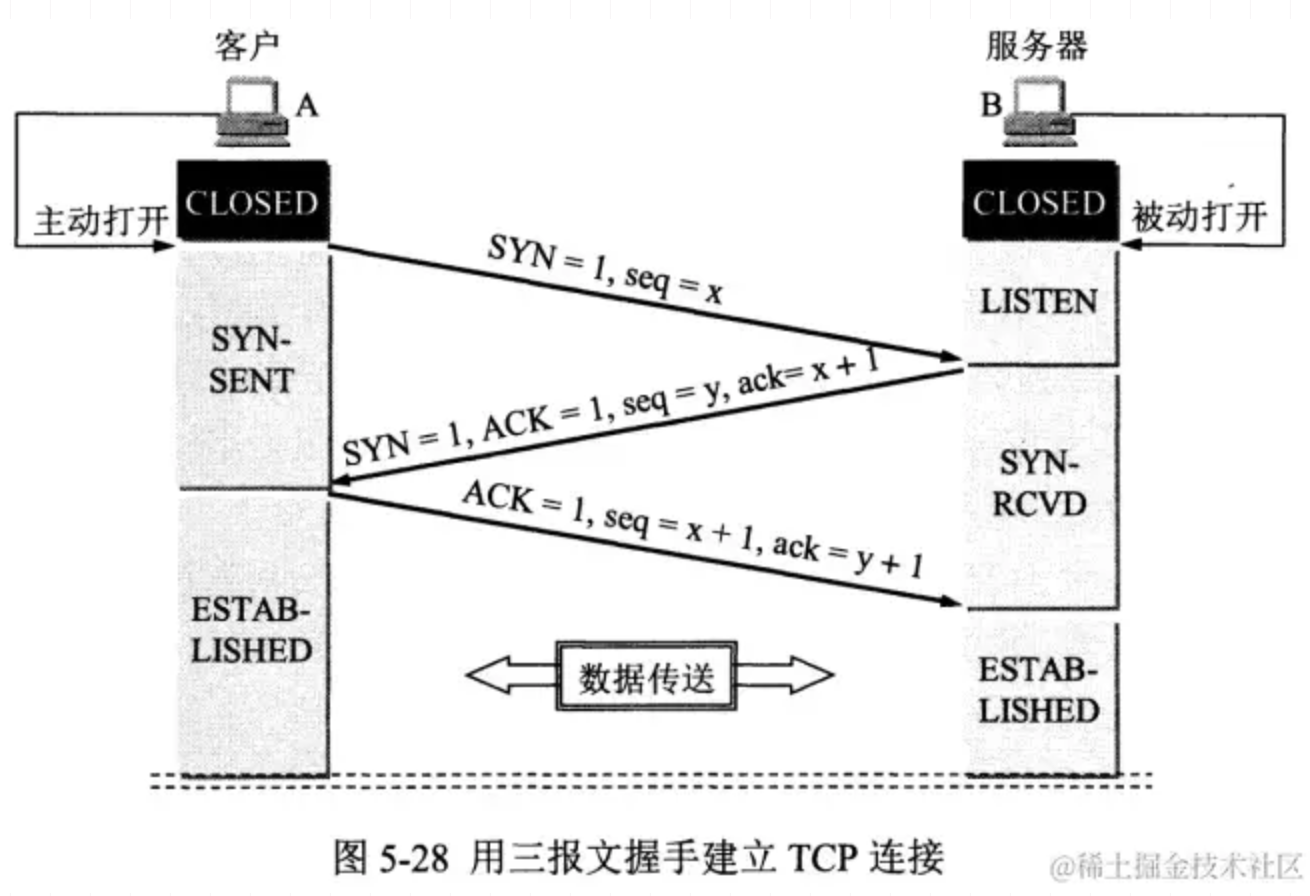 客户
服务器
A
B
CLOSED
CLOSED
主动打开
被动打开
SYN = 1, seq = x
LISTEN
SYN-
SENT
SYN = 1, ACK = 1, seq = y, ack= x + 1
SYN-
RCVD
ACK = 1, seq = x + 1, ack = y + 1
ESTAB-
LISHED
数据传送
ESTAB-
LISHED
图 5-28 用三报文握手建立 TCP 连接
@稀土掘金技术社区